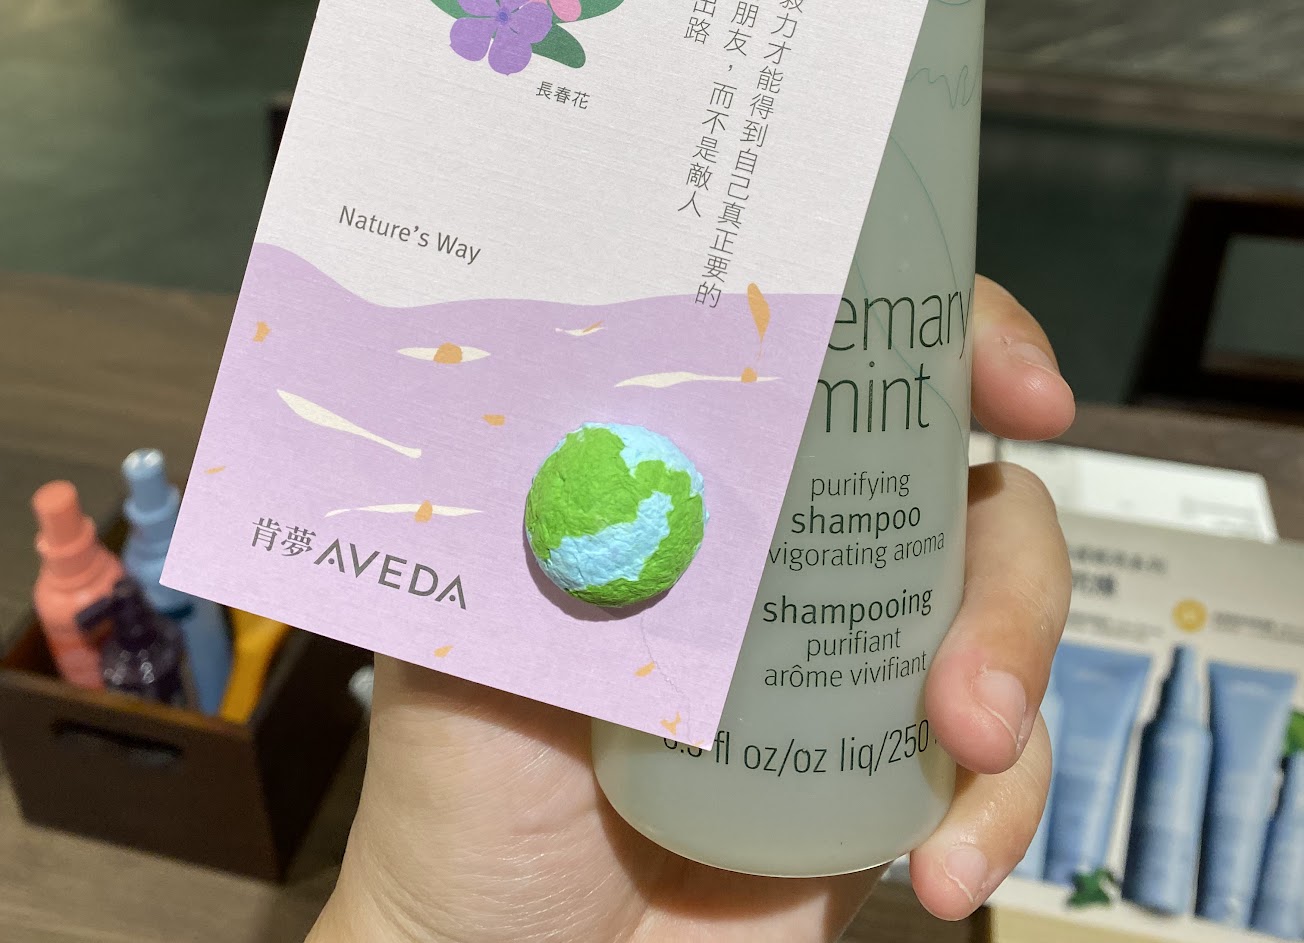 長春花
力才能得到自己真正要的
朋友，而不是敵人
出路
Nature's Way
肯夢 AVEDA
emary
mint
purifying
shampoo
vigorating aroma
shampooing
purifiant
arôme vivifiant
fl oz/oz liq/250